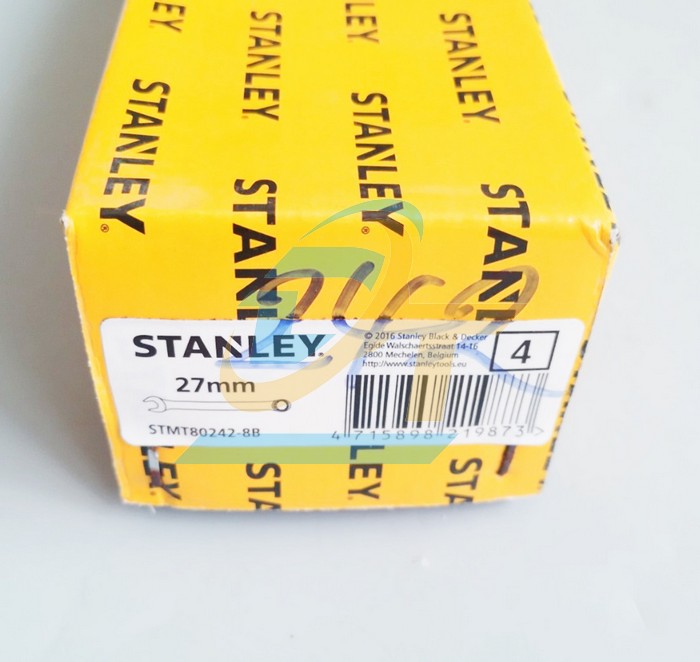 STANLEY
STANLEY
STANLEY
STANLEY
STANLEY
STANLEY.
27mm
STMT80242-8B
© 2016 Stanley Black & Decker
Egide Walschaertsstraat 14-16
2800 Mechelen, Belgium
http://www.stanleytools.eu
4
4 715898 219873 >